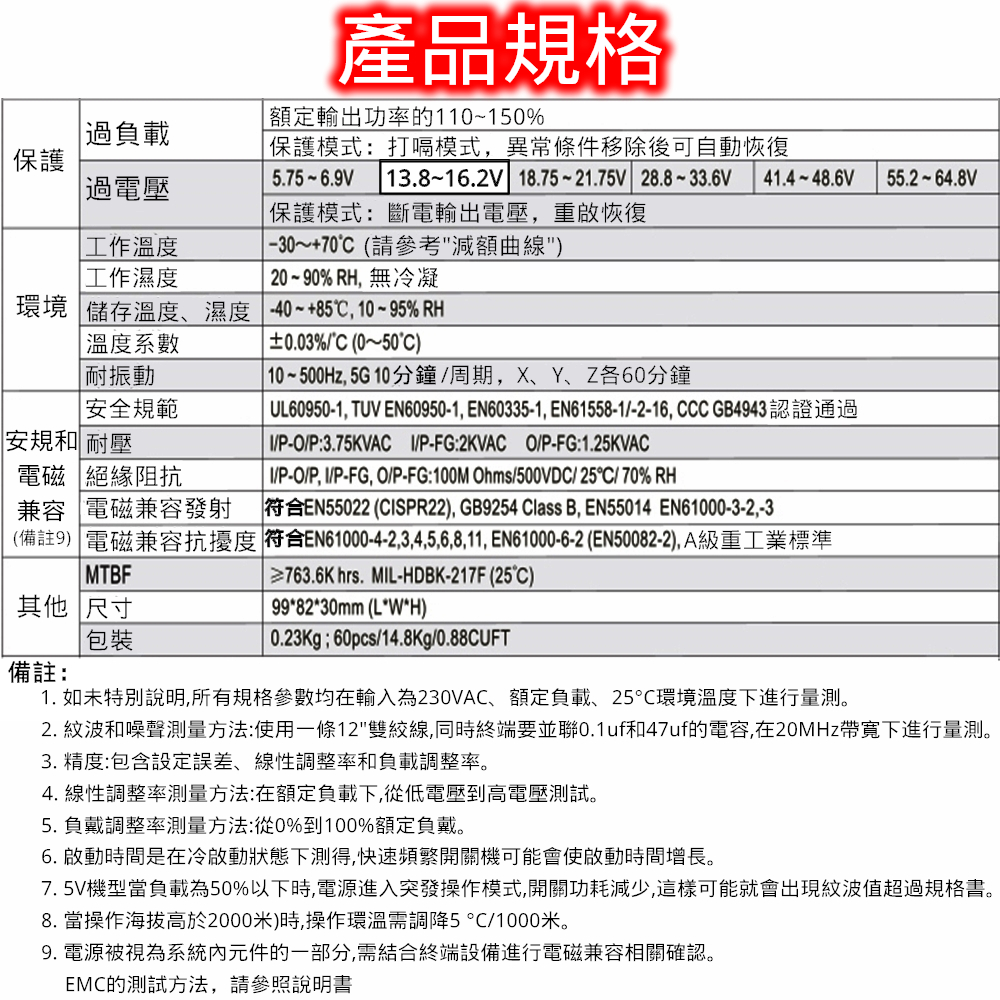 產品規格
保護
過負載
額定輸出功率的110~150%
保護模式：打嗝模式，異常條件移除後可自動恢復
過電壓
5.75 ~ 6.9V 13.8~16.2V 18.75 ~ 21.75V 28.8 ~ 33.6V 41.4 ~ 48.6V 55.2 ~ 64.8V
保護模式：斷電輸出電壓，重啟恢復
環境
工作溫度 -30～+70℃ (請參考"減額曲線")
工作濕度 20 ~ 90% RH, 無冷凝
儲存溫度、濕度 -40 ~ +85℃, 10 ~ 95% RH
溫度系數 ±0.03%/℃ (0～50℃)
耐振動 10 ~ 500Hz, 5G 10分鐘/周期，X、Y、Z各60分鐘
安規和
電磁
兼容
(備註9)
安全規範 UL60950-1, TUV EN60950-1, EN60335-1, EN61558-1/-2-16, CCC GB4943認證通過
耐壓 I/P-O/P:3.75KVAC I/P-FG:2KVAC O/P-FG:1.25KVAC
絕緣阻抗 I/P-O/P, I/P-FG, O/P-FG:100M Ohms/500VDC/ 25℃/ 70% RH
電磁兼容發射 符合EN55022 (CISPR22), GB9254 Class B, EN55014 EN61000-3-2,-3
電磁兼容抗擾度 符合EN61000-4-2,3,4,5,6,8,11, EN61000-6-2 (EN50082-2), A級重工業標準
其他
MTBF ≥763.6K hrs. MIL-HDBK-217F (25℃)
尺寸 99*82*30mm (L*W*H)
包裝 0.23Kg ; 60pcs/14.8Kg/0.88CUFT
備註：
1. 如未特別說明,所有規格參數均在輸入為230VAC、額定負載、25°C環境溫度下進行量測。
2. 紋波和噪聲測量方法:使用一條12"雙絞線,同時終端要並聯0.1uf和47uf的電容,在20MHz帶寬下進行量測。
3. 精度:包含設定誤差、線性調整率和負載調整率。
4. 線性調整率測量方法:在額定負載下,從低電壓到高電壓測試。
5. 負戴調整率測量方法:從0%到100%額定負戴。
6. 啟動時間是在冷啟動狀態下測得,快速頻繁開關機可能會使啟動時間增長。
7. 5V機型當負載為50%以下時,電源進入突發操作模式,開關功耗減少,這樣可能就會出現紋波值超過規格書。
8. 當操作海拔高於2000米)時,操作環溫需調降5 °C/1000米。
9. 電源被視為系統內元件的一部分,需結合終端設備進行電磁兼容相關確認。
EMC的測試方法，請參照說明書